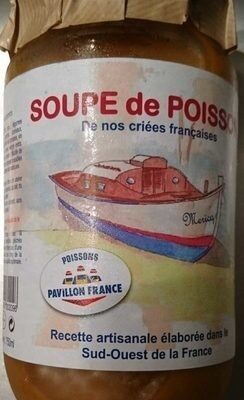 SOUPE de POISSO
De nos criées françaises
Merica
POISSONS
PAVILLON FRANCE
Recette artisanale élaborée dans le
Sud-Ouest de la France